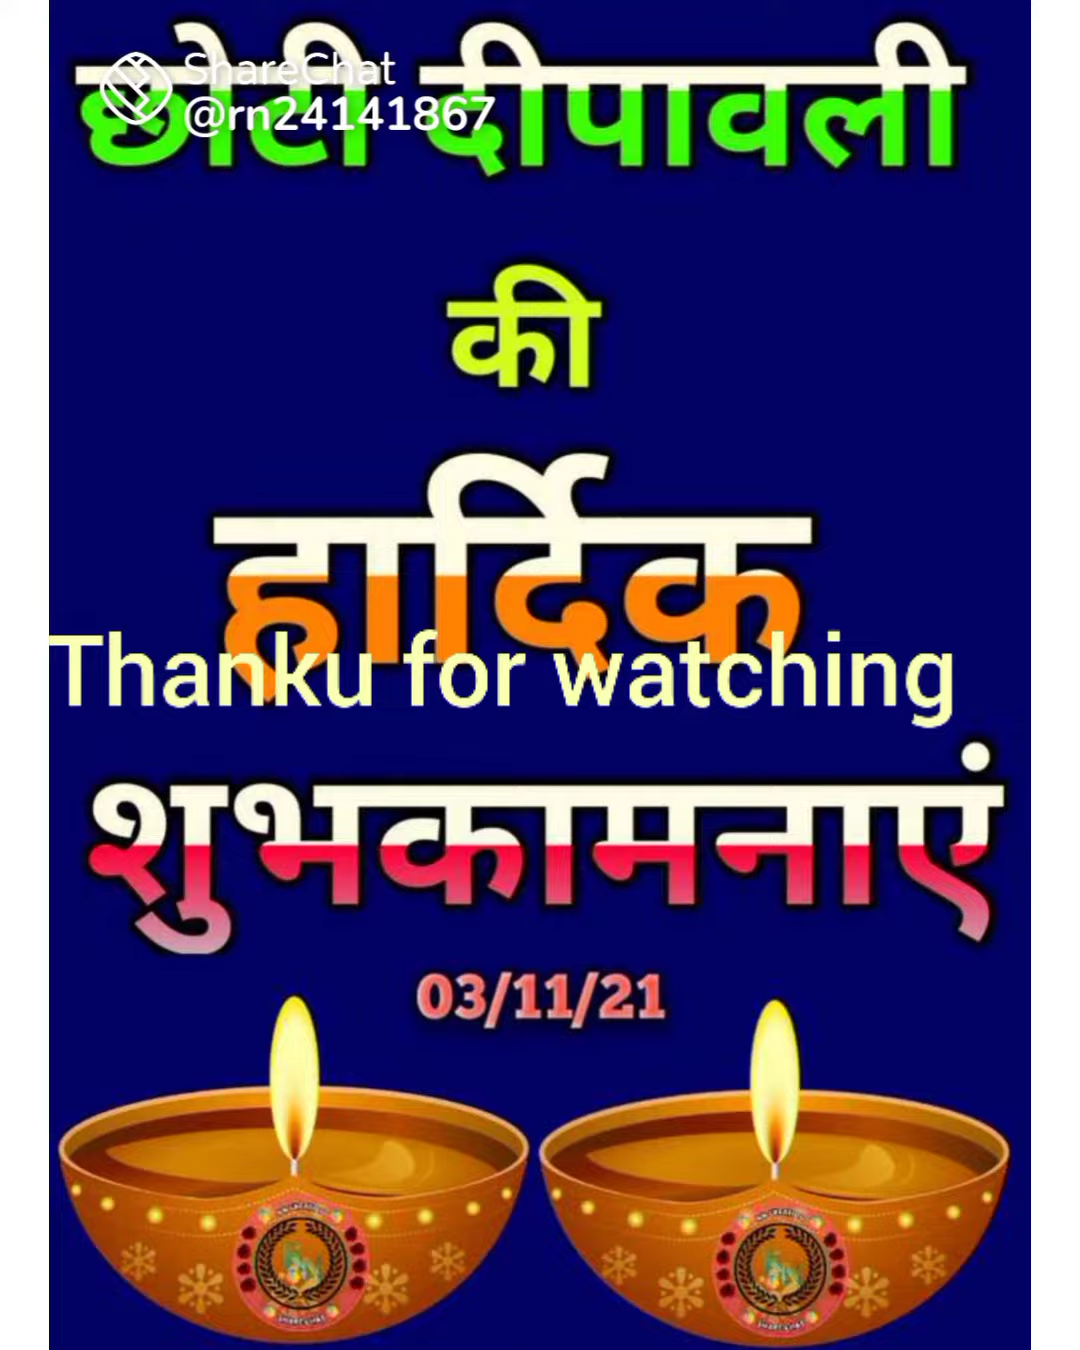 ShareChat
@rn24141867
छोटी दीपावली
की
हार्दिक
Thanku for watching
शुभकामनाएं
03/11/21